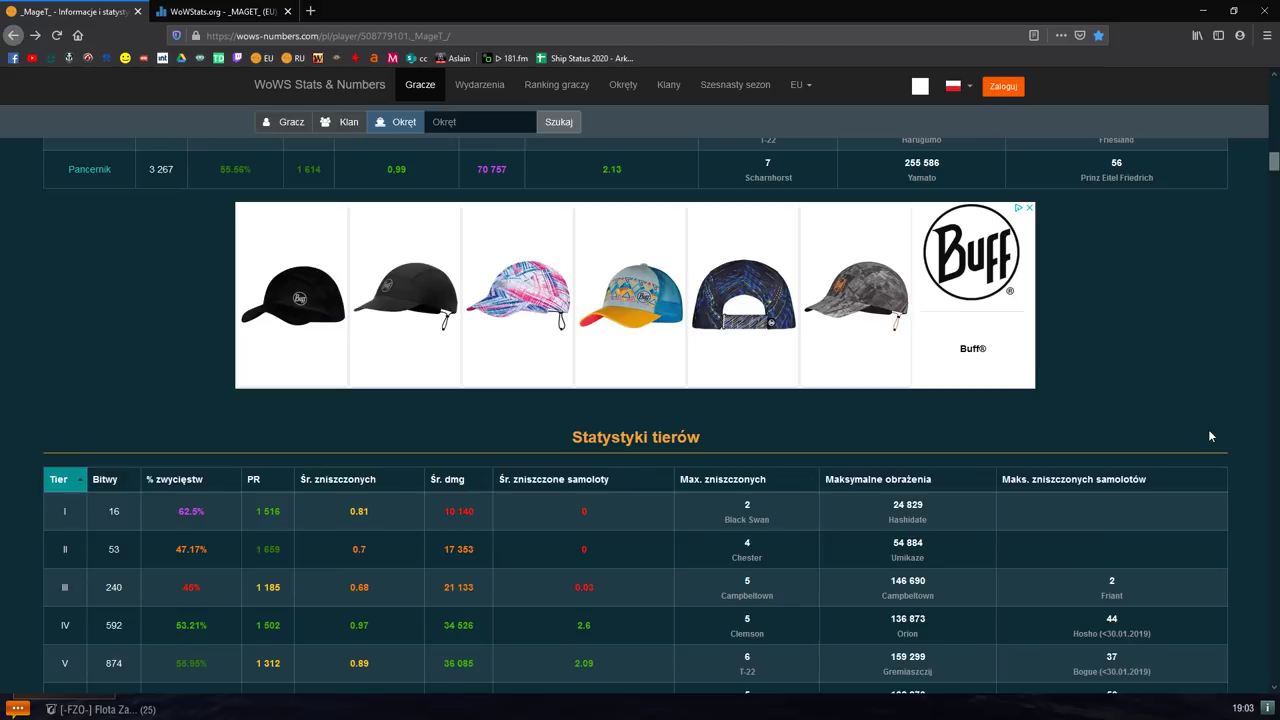 _MageT_ - Informacje i statysty
WoWStats.org - _MAGET_ (EU)
https://wows-numbers.com/pl/player/508779101,_MageT_/
EU
RU
cc
Aslain
181.fm
Ship Status 2020 - Ark...
WoWS Stats & Numbers
Gracze
Wydarzenia
Ranking graczy
Okręty
Klany
Szesnasty sezon
EU
Zaloguj
Gracz
Klan
Okręt
Okręt
Szukaj
T-22 Harugumo Friesland
Pancernik 3 267 55.56% 1 614 0.99 70 757 2.13 7 255 586 56
Scharnhorst Yamato Prinz Eitel Friedrich
Buff
®
Buff®
Statystyki tierów
Tier Bitwy % zwycięstw PR Śr. zniszczonych Śr. dmg Śr. zniszczone samoloty Max. zniszczonych Maksymalne obrażenia Maks. zniszczonych samolotów
I 16 62.5% 1 516 0.81 10 140 0 2 24 829
Black Swan Hashidate
II 53 47.17% 1 659 0.7 17 353 0 4 54 884
Chester Umikaze
III 240 45% 1 185 0.68 21 133 0.03 5 146 690 2
Campbeltown Campbeltown Friant
IV 592 53.21% 1 502 0.97 34 526 2.6 5 136 873 44
Clemson Orion Hosho (<30.01.2019)
V 874 55.95% 1 312 0.89 36 085 2.09 6 159 299 37
T-22 Gremiaszczij Bogue (<30.01.2019)
[-FZO-] Flota Za... (25)
19:03